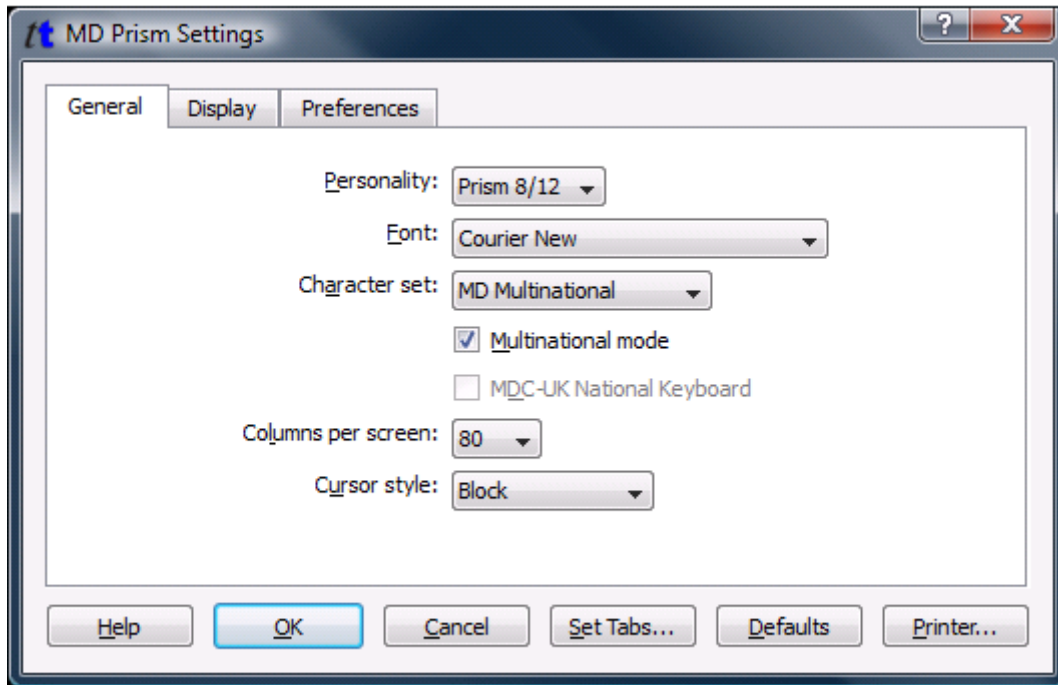 tt MD Prism Settings ? X
General Display Preferences
Personality: Prism 8/12
Font: Courier New
Character set: MD Multinational
Multinational mode
MDC-UK National Keyboard
Columns per screen: 80
Cursor style: Block
Help OK Cancel Set Tabs... Defaults Printer...